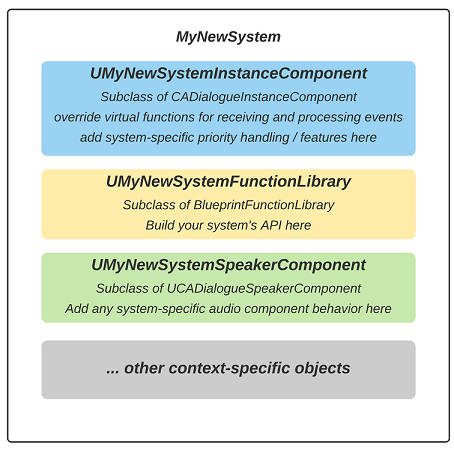 MyNewSystem
UMyNewSystemInstanceComponent
Subclass of CADialogueInstanceComponent
override virtual functions for receiving and processing events
add system-specific priority handling / features here
UMyNewSystemFunctionLibrary
Subclass of BlueprintFunctionLibrary
Build your system's API here
UMyNewSystemSpeakerComponent
Subclass of UCADialogueSpeakerComponent
Add any system-specific audio component behavior here
... other context-specific objects